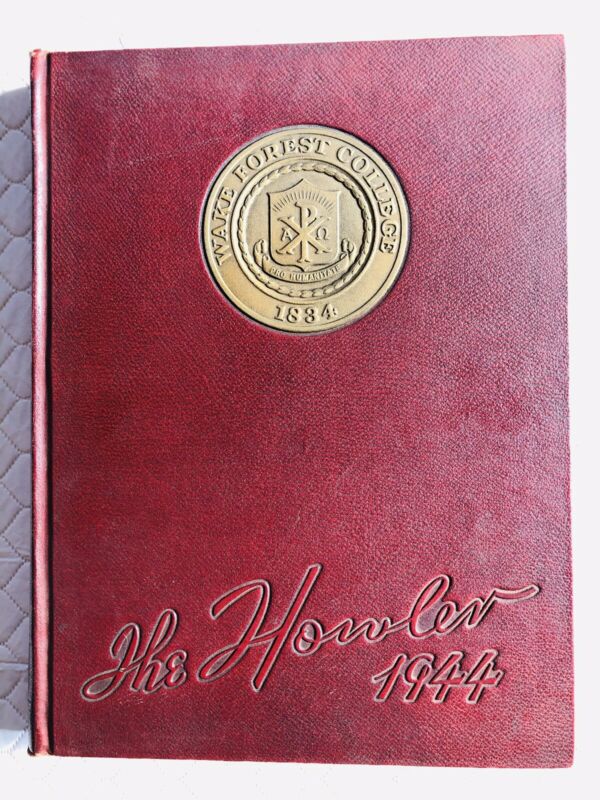 WAKE FOREST COLLEGE
A Ω
PRO HUMANITATE
1834
The Howler
1944